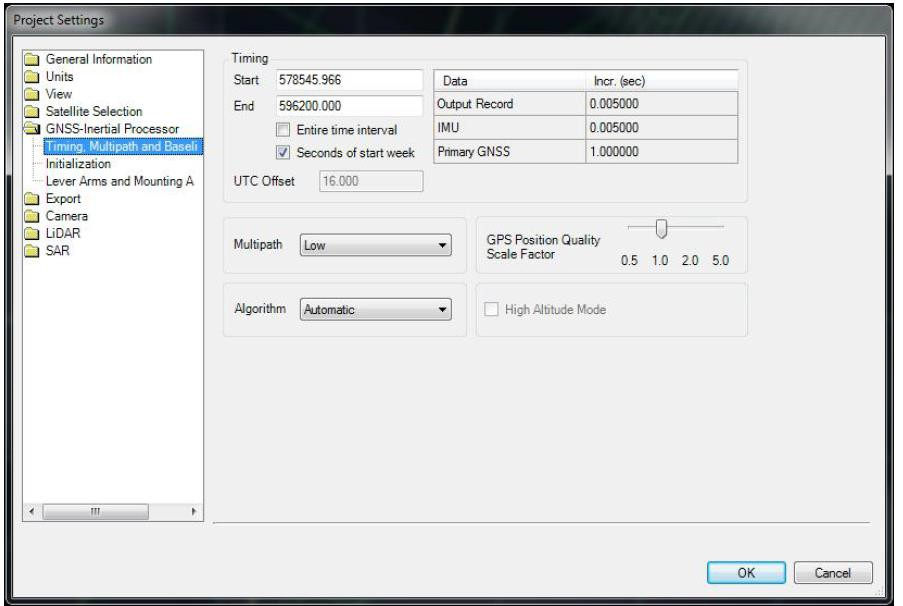 Project Settings
General Information
Units
View
Satellite Selection
GNSS-Inertial Processor
Timing, Multipath and Baseli
Initialization
Lever Arms and Mounting A
Export
Camera
LiDAR
SAR
Timing
Start 578545.966
End 596200.000
Entire time interval
Seconds of start week
UTC Offset 16.000
Data Incr. (sec)
Output Record 0.005000
IMU 0.005000
Primary GNSS 1.000000
Multipath Low
GPS Position Quality
Scale Factor
0.5 1.0 2.0 5.0
Algorithm Automatic
High Altitude Mode
OK Cancel